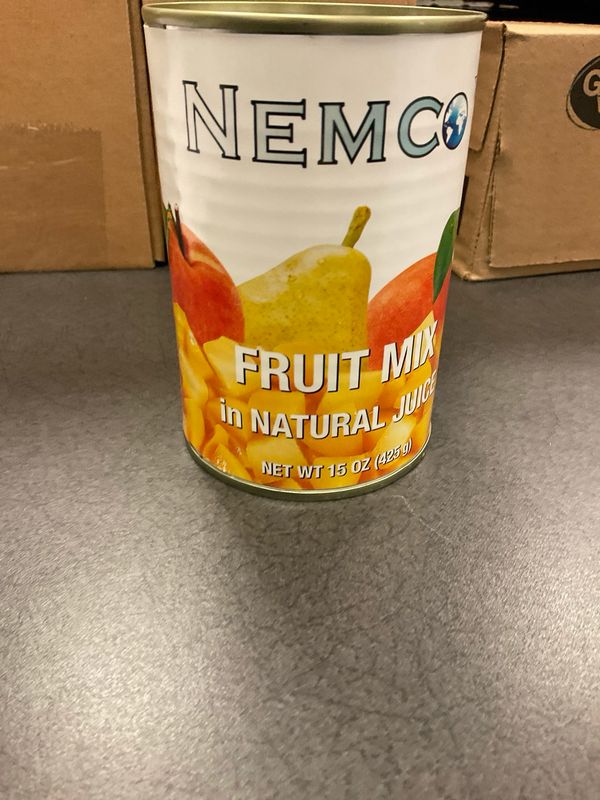 NEMCO
FRUIT MIX
in NATURAL JUICE
NET WT 15 OZ (425 g)
G